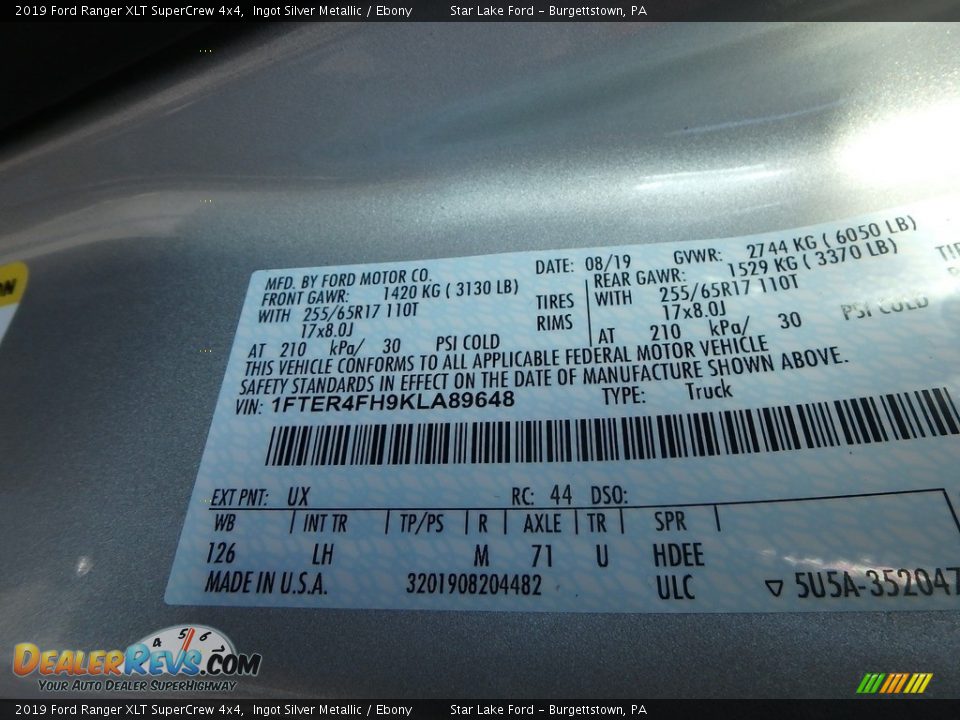 2019 Ford Ranger XLT SuperCrew 4x4,  Ingot Silver Metallic / Ebony  Star Lake Ford - Burgettstown, PA
MFD. BY FORD MOTOR CO. DATE: 08/19 GVWR: 2744 KG ( 6050 LB)
FRONT GAWR: 1420 KG ( 3130 LB) REAR GAWR: 1529 KG ( 3370 LB)
WITH 255/65R17 110T TIRES WITH 255/65R17 110T
17x8.0J RIMS 17x8.0J
AT 210 kPa/ 30 PSI COLD AT 210 kPa/ 30 PSI COLD
THIS VEHICLE CONFORMS TO ALL APPLICABLE FEDERAL MOTOR VEHICLE
SAFETY STANDARDS IN EFFECT ON THE DATE OF MANUFACTURE SHOWN ABOVE.
VIN: 1FTER4FH9KLA89648 TYPE: Truck
EXT PNT: UX RC: 44 DSO:
WB INT TR TP/PS R AXLE TR SPR
126 LH M 71 U HDEE
MADE IN U.S.A. 3201908204482 ULC ▽ 5U5A-352047
4 5 6
DEALERREVS.COM
YOUR AUTO DEALER SUPERHIGHWAY
2019 Ford Ranger XLT SuperCrew 4x4,  Ingot Silver Metallic / Ebony  Star Lake Ford - Burgettstown, PA